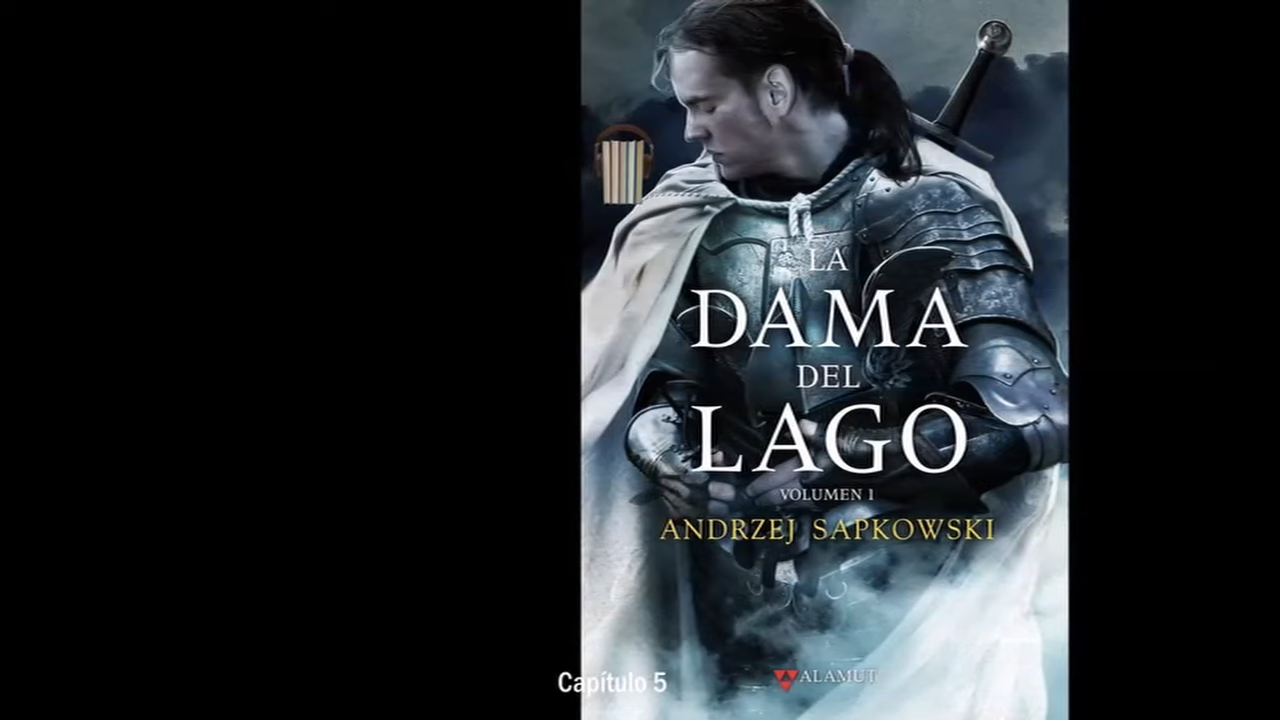 LA
DAMA
DEL
LAGO
VOLUMEN 1
ANDRZEJ SAPKOWSKI
Capítulo 5
ALAMUT